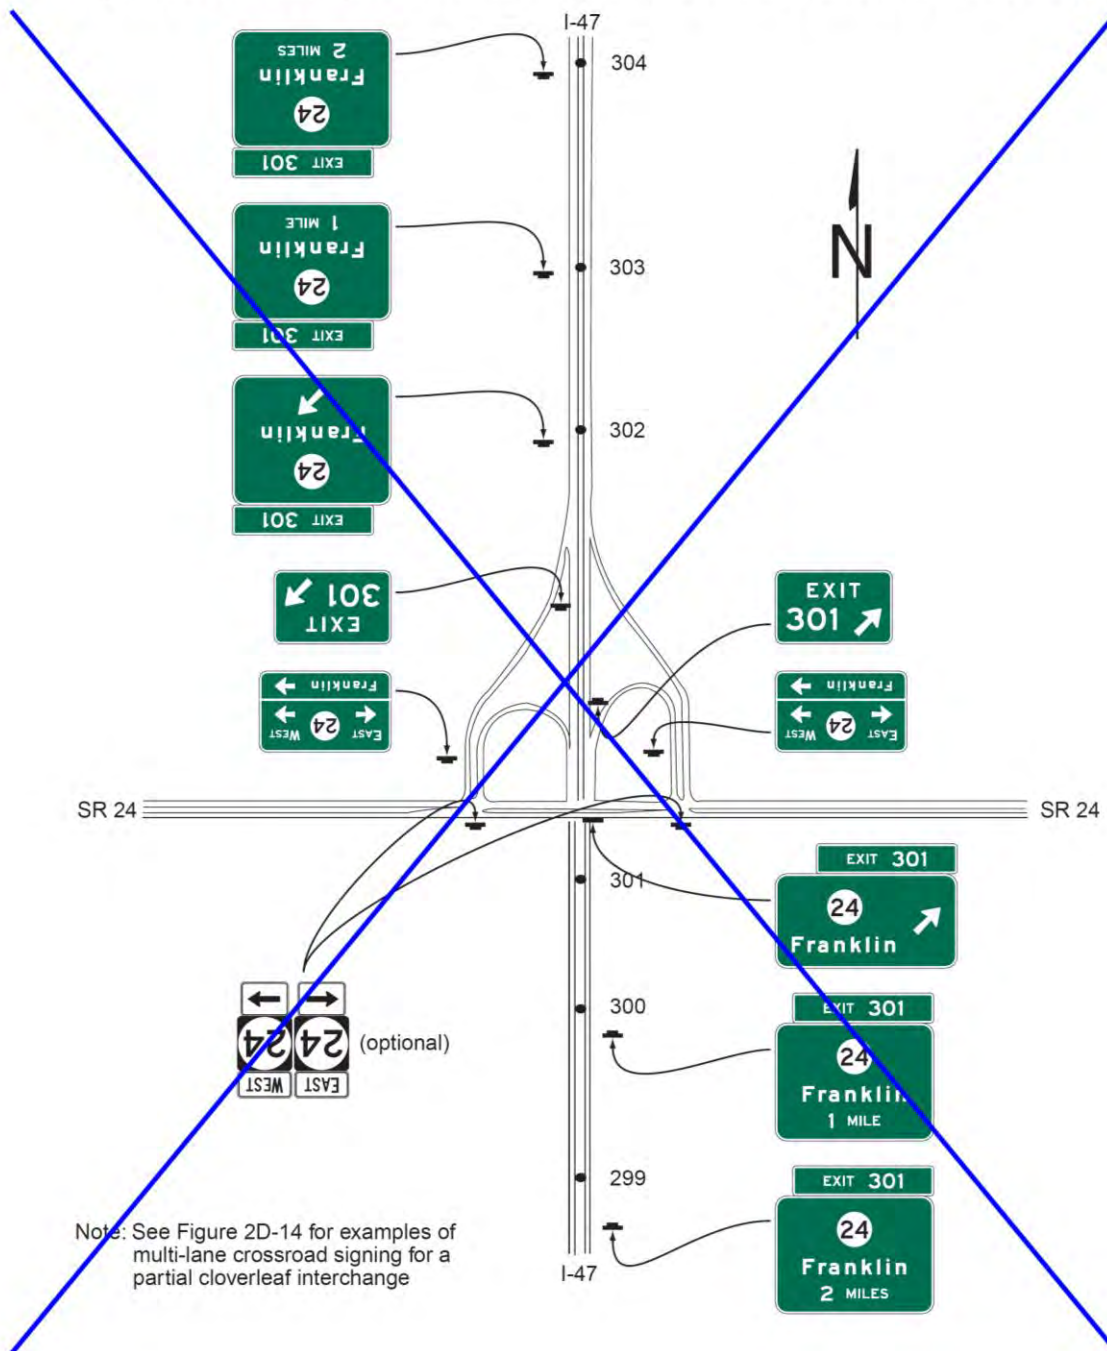 I-47
304
2 MILES
Franklin
24
EXIT 301
N
303
1 MILE
Franklin
24
EXIT 301
302
Franklin
24
EXIT 301
EXIT
301
EXIT
301
Franklin
EAST 24 WEST
Franklin
EAST 24 WEST
SR 24
SR 24
EXIT 301
24
Franklin
301
EXIT 301
24
Franklin
1 MILE
300
24 24
WEST EAST
(optional)
EXIT 301
24
Franklin
2 MILES
299
I-47
Note: See Figure 2D-14 for examples of
multi-lane crossroad signing for a
partial cloverleaf interchange